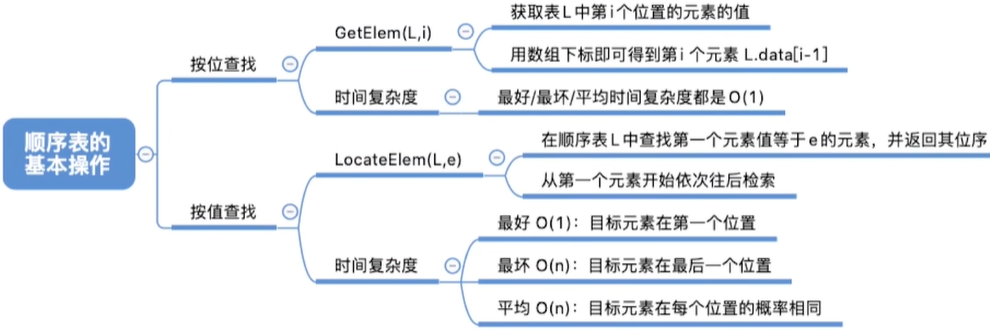 顺序表的
基本操作
按位查找
GetElem(L,i)
获取表L中第i个位置的元素的值
用数组下标即可得到第i个元素 L.data[i-1]
时间复杂度
最好/最坏/平均时间复杂度都是O(1)
按值查找
LocateElem(L,e)
在顺序表L中查找第一个元素值等于e的元素，并返回其位序
从第一个元素开始依次往后检索
时间复杂度
最好 O(1)：目标元素在第一个位置
最坏 O(n)：目标元素在最后一个位置
平均 O(n)：目标元素在每个位置的概率相同